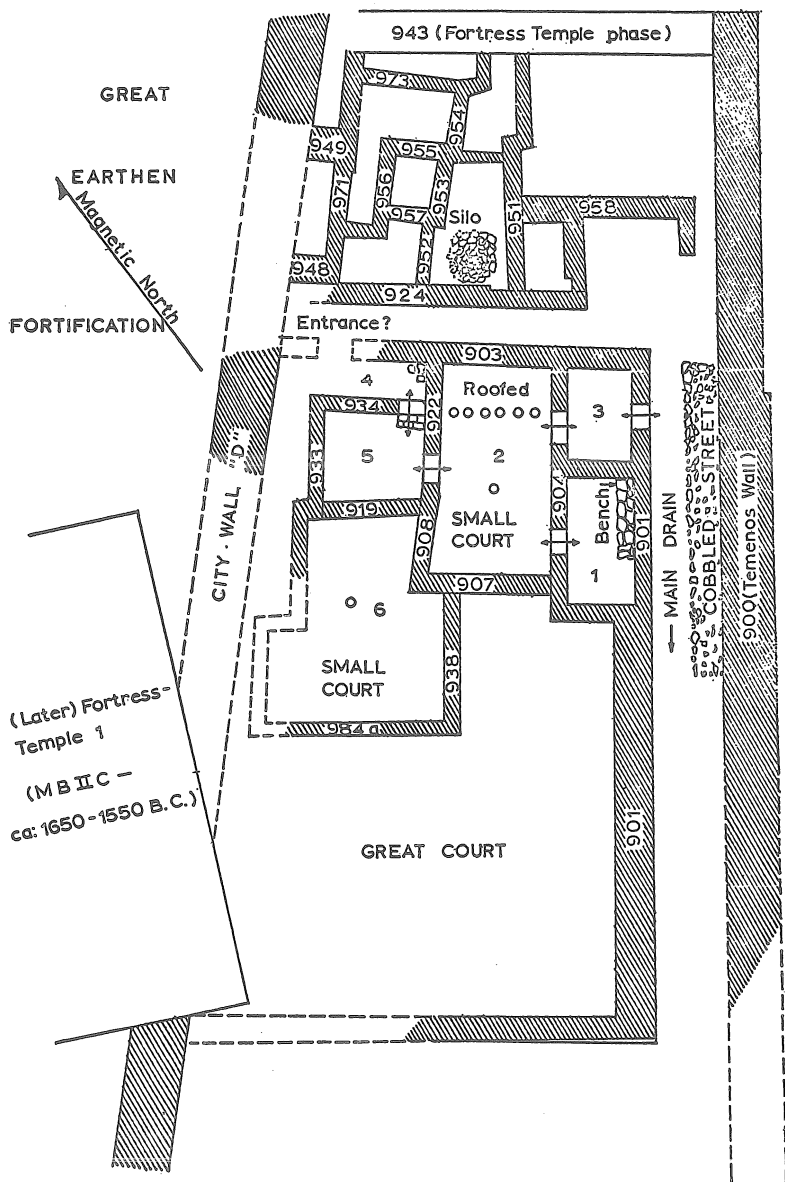 943 (Fortress Temple phase)
GREAT
EARTHEN
FORTIFICATION
Magnetic North
973
954
949
955
971
956
953
957
Silo
951
958
952
948
924
Entrance?
903
4
934
922
Roofed
3
933
5
2
919
908
SMALL
COURT
904
Bench
901
1
907
MAIN DRAIN
COBBLED STREET
900 (Temenos Wall)
CITY-WALL "D"
6
SMALL
COURT
938
984a
(Later) Fortress-
Temple 1
(MB II C –
ca: 1650-1550 B.C.)
GREAT COURT
901